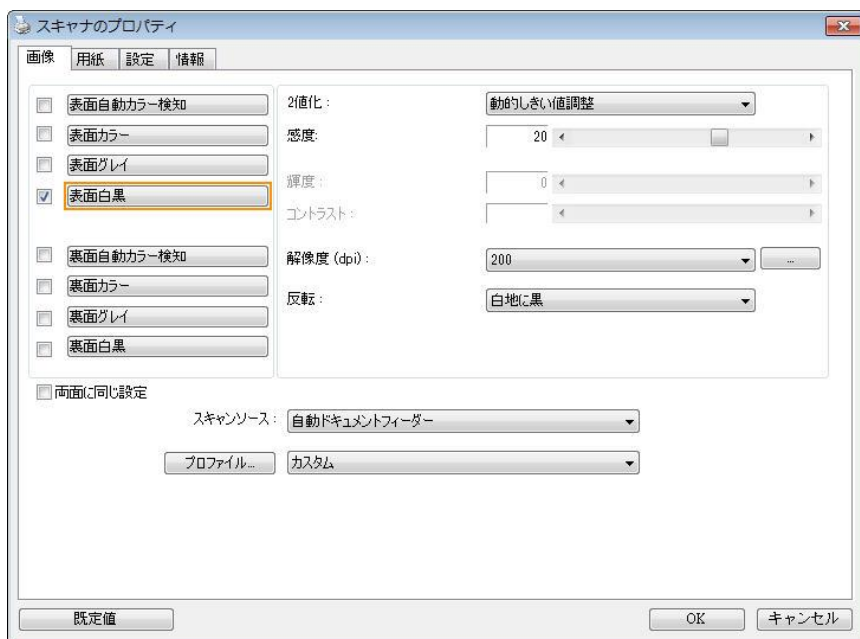 スキャナのプロパティ
画像 用紙 設定 情報
表面自動カラー検知
表面カラー
表面グレイ
表面白黒
裏面自動カラー検知
裏面カラー
裏面グレイ
裏面白黒
2値化: 動的しきい値調整
感度: 20
輝度: 0
コントラスト:
解像度 (dpi): 200 ...
反転: 白地に黒
両面に同じ設定
スキャンソース: 自動ドキュメントフィーダー
プロファイル... カスタム
既定値 OK キャンセル